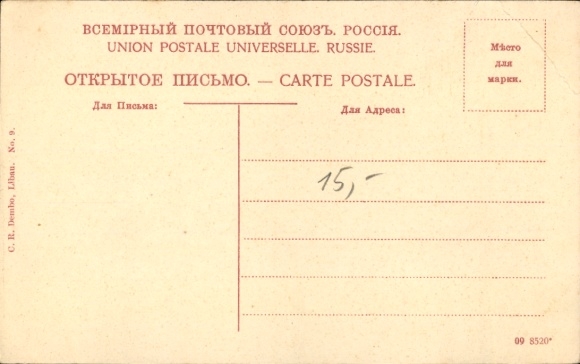 ВСЕМІРНЫЙ ПОЧТОВЫЙ СОЮЗЪ. РОССІЯ.
UNION POSTALE UNIVERSELLE. RUSSIE.
ОТКРЫТОЕ ПИСЬМО. — CARTE POSTALE.
Мѣсто
для
марки.
Для Письма:
Для Адреса:
15,-
C. R. Dembo, Libau. No. 9.
09 8520*